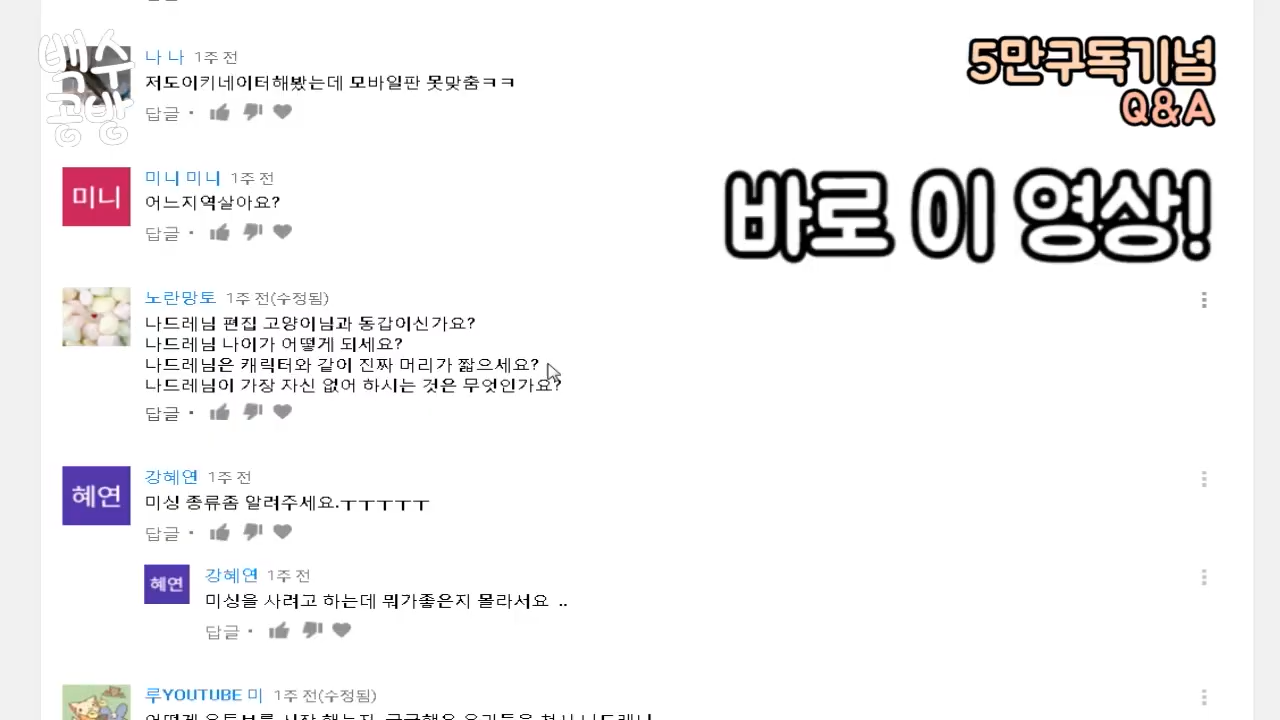 백수
공방
5만구독기념
Q&A
바로 이 영상!
나 나 1주 전
저도아키네이터해봤는데 모바일판 못맞춤ㅋㅋ
답글 ·
미니
미니 미니 1주 전
어느지역살아요?
답글 ·
노란망토 1주 전(수정됨)
나드레님 편집 고양이님과 동갑이신가요?
나드레님 나이가 어떻게 되세요?
나드레님은 캐릭터와 같이 진짜 머리가 짧으세요?
나드레님이 가장 자신 없어 하시는 것은 무엇인가요?
답글 ·
혜연
강혜연 1주 전
미싱 종류좀 알려주세요.ㅜㅜㅜㅜㅜ
답글 ·
혜연
강혜연 1주 전
미싱을 사려고 하는데 뭐가좋은지 몰라서요 ..
답글 ·
루YOUTUBE 미 1주 전(수정됨)